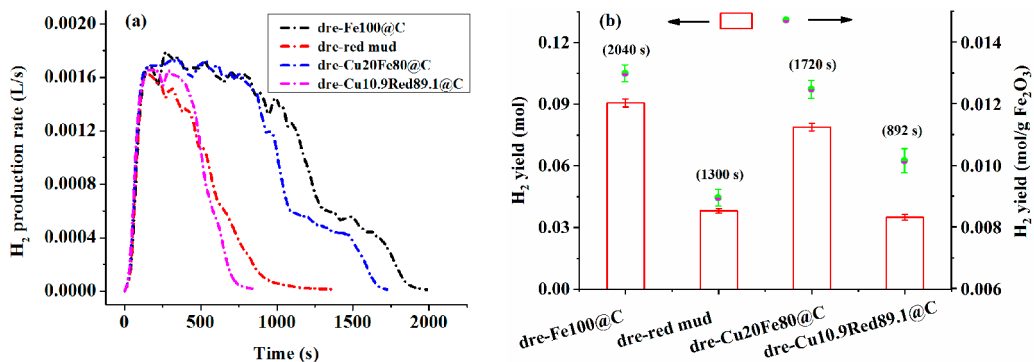 (a)
dre-Fe100@C
dre-red mud
dre-Cu20Fe80@C
dre-Cu10.9Red89.1@C
H₂ production rate (L/s)
0.0020
0.0016
0.0012
0.0008
0.0004
0.0000
0 500 1000 1500 2000
Time (s)
(b)
H₂ yield (mol)
0.12
0.09
0.06
0.03
0.00
(2040 s)
(1300 s)
(1720 s)
(892 s)
0.014
0.012
0.010
0.008
0.006
H₂ yield (mol/g Fe₂O₃)
dre-Fe100@C
dre-red mud
dre-Cu20Fe80@C
dre-Cu10.9Red89.1@C